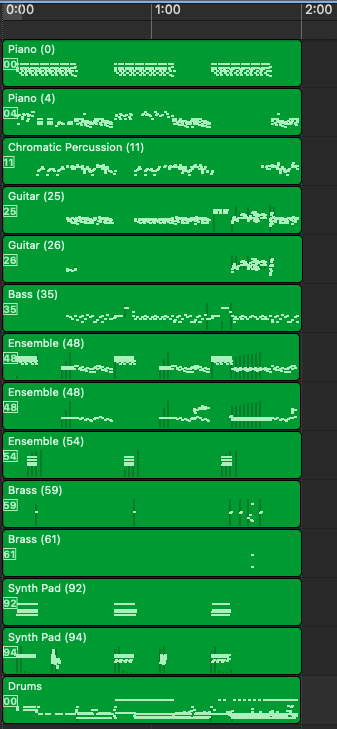 0:00 1:00 2:00
Piano (0)
00
Piano (4)
04
Chromatic Percussion (11)
11
Guitar (25)
25
Guitar (26)
26
Bass (35)
35
Ensemble (48)
48
Ensemble (48)
48
Ensemble (54)
54
Brass (59)
59
Brass (61)
61
Synth Pad (92)
92
Synth Pad (94)
94
Drums
00